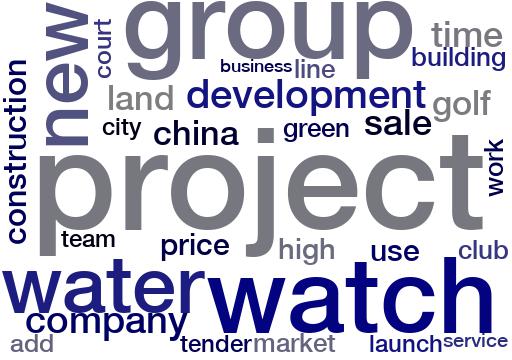 group
new
court
time
building
business
line
construction
land
development
golf
city
china
green
sale
project
work
team
price
high
use
club
water
watch
company
add
tender
market
launch
service